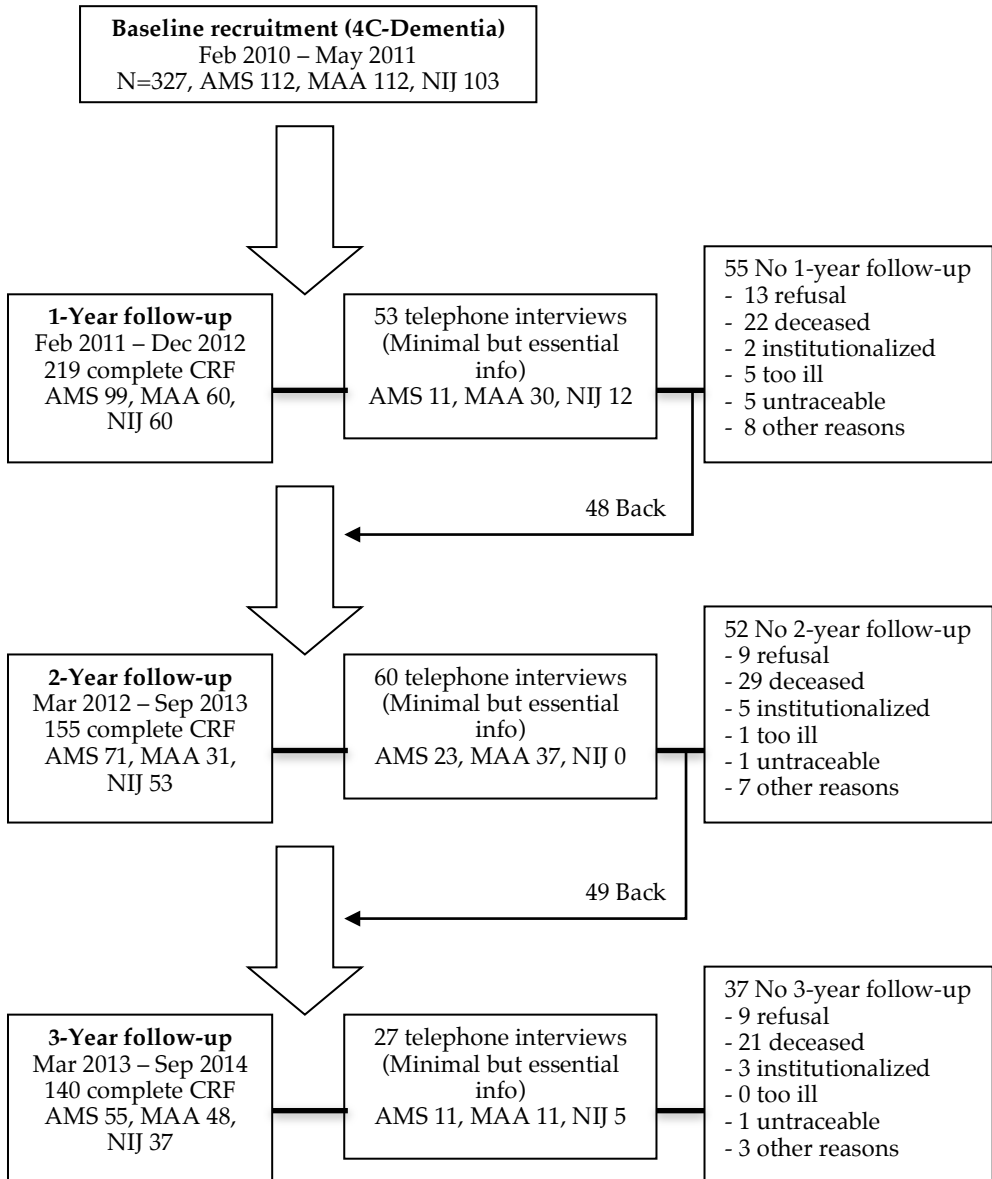 Baseline recruitment (4C-Dementia)
Feb 2010 – May 2011
N=327, AMS 112, MAA 112, NIJ 103
1-Year follow-up
Feb 2011 – Dec 2012
219 complete CRF
AMS 99, MAA 60,
NIJ 60
53 telephone interviews
(Minimal but essential
info)
AMS 11, MAA 30, NIJ 12
55 No 1-year follow-up
- 13 refusal
- 22 deceased
- 2 institutionalized
- 5 too ill
- 5 untraceable
- 8 other reasons
48 Back
2-Year follow-up
Mar 2012 – Sep 2013
155 complete CRF
AMS 71, MAA 31,
NIJ 53
60 telephone interviews
(Minimal but essential
info)
AMS 23, MAA 37, NIJ 0
52 No 2-year follow-up
- 9 refusal
- 29 deceased
- 5 institutionalized
- 1 too ill
- 1 untraceable
- 7 other reasons
49 Back
3-Year follow-up
Mar 2013 – Sep 2014
140 complete CRF
AMS 55, MAA 48,
NIJ 37
27 telephone interviews
(Minimal but essential
info)
AMS 11, MAA 11, NIJ 5
37 No 3-year follow-up
- 9 refusal
- 21 deceased
- 3 institutionalized
- 0 too ill
- 1 untraceable
- 3 other reasons